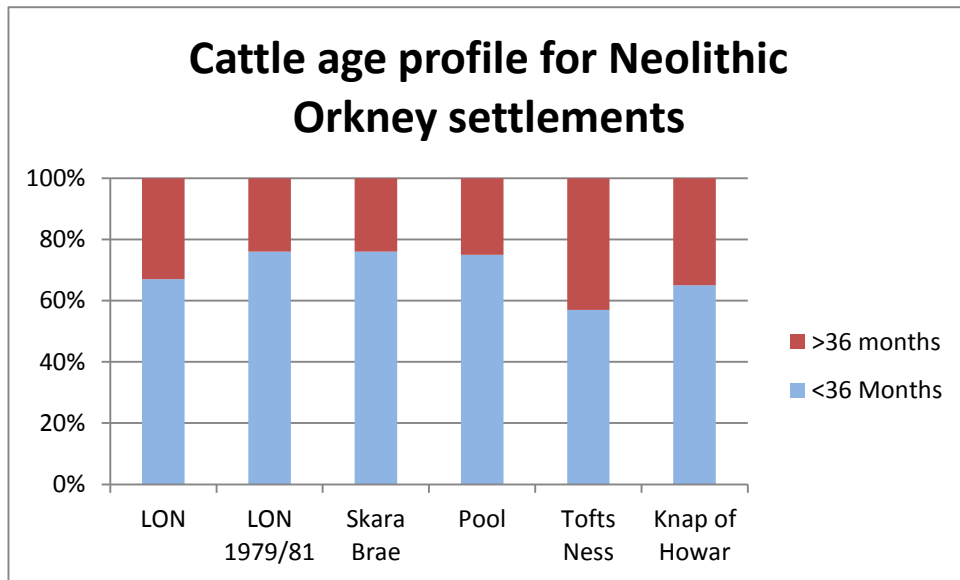 Cattle age profile for Neolithic
Orkney settlements
100%
80%
60%
40%
20%
0%
LON
LON
1979/81
Skara
Brae
Pool
Tofts
Ness
Knap of
Howar
>36 months
<36 Months